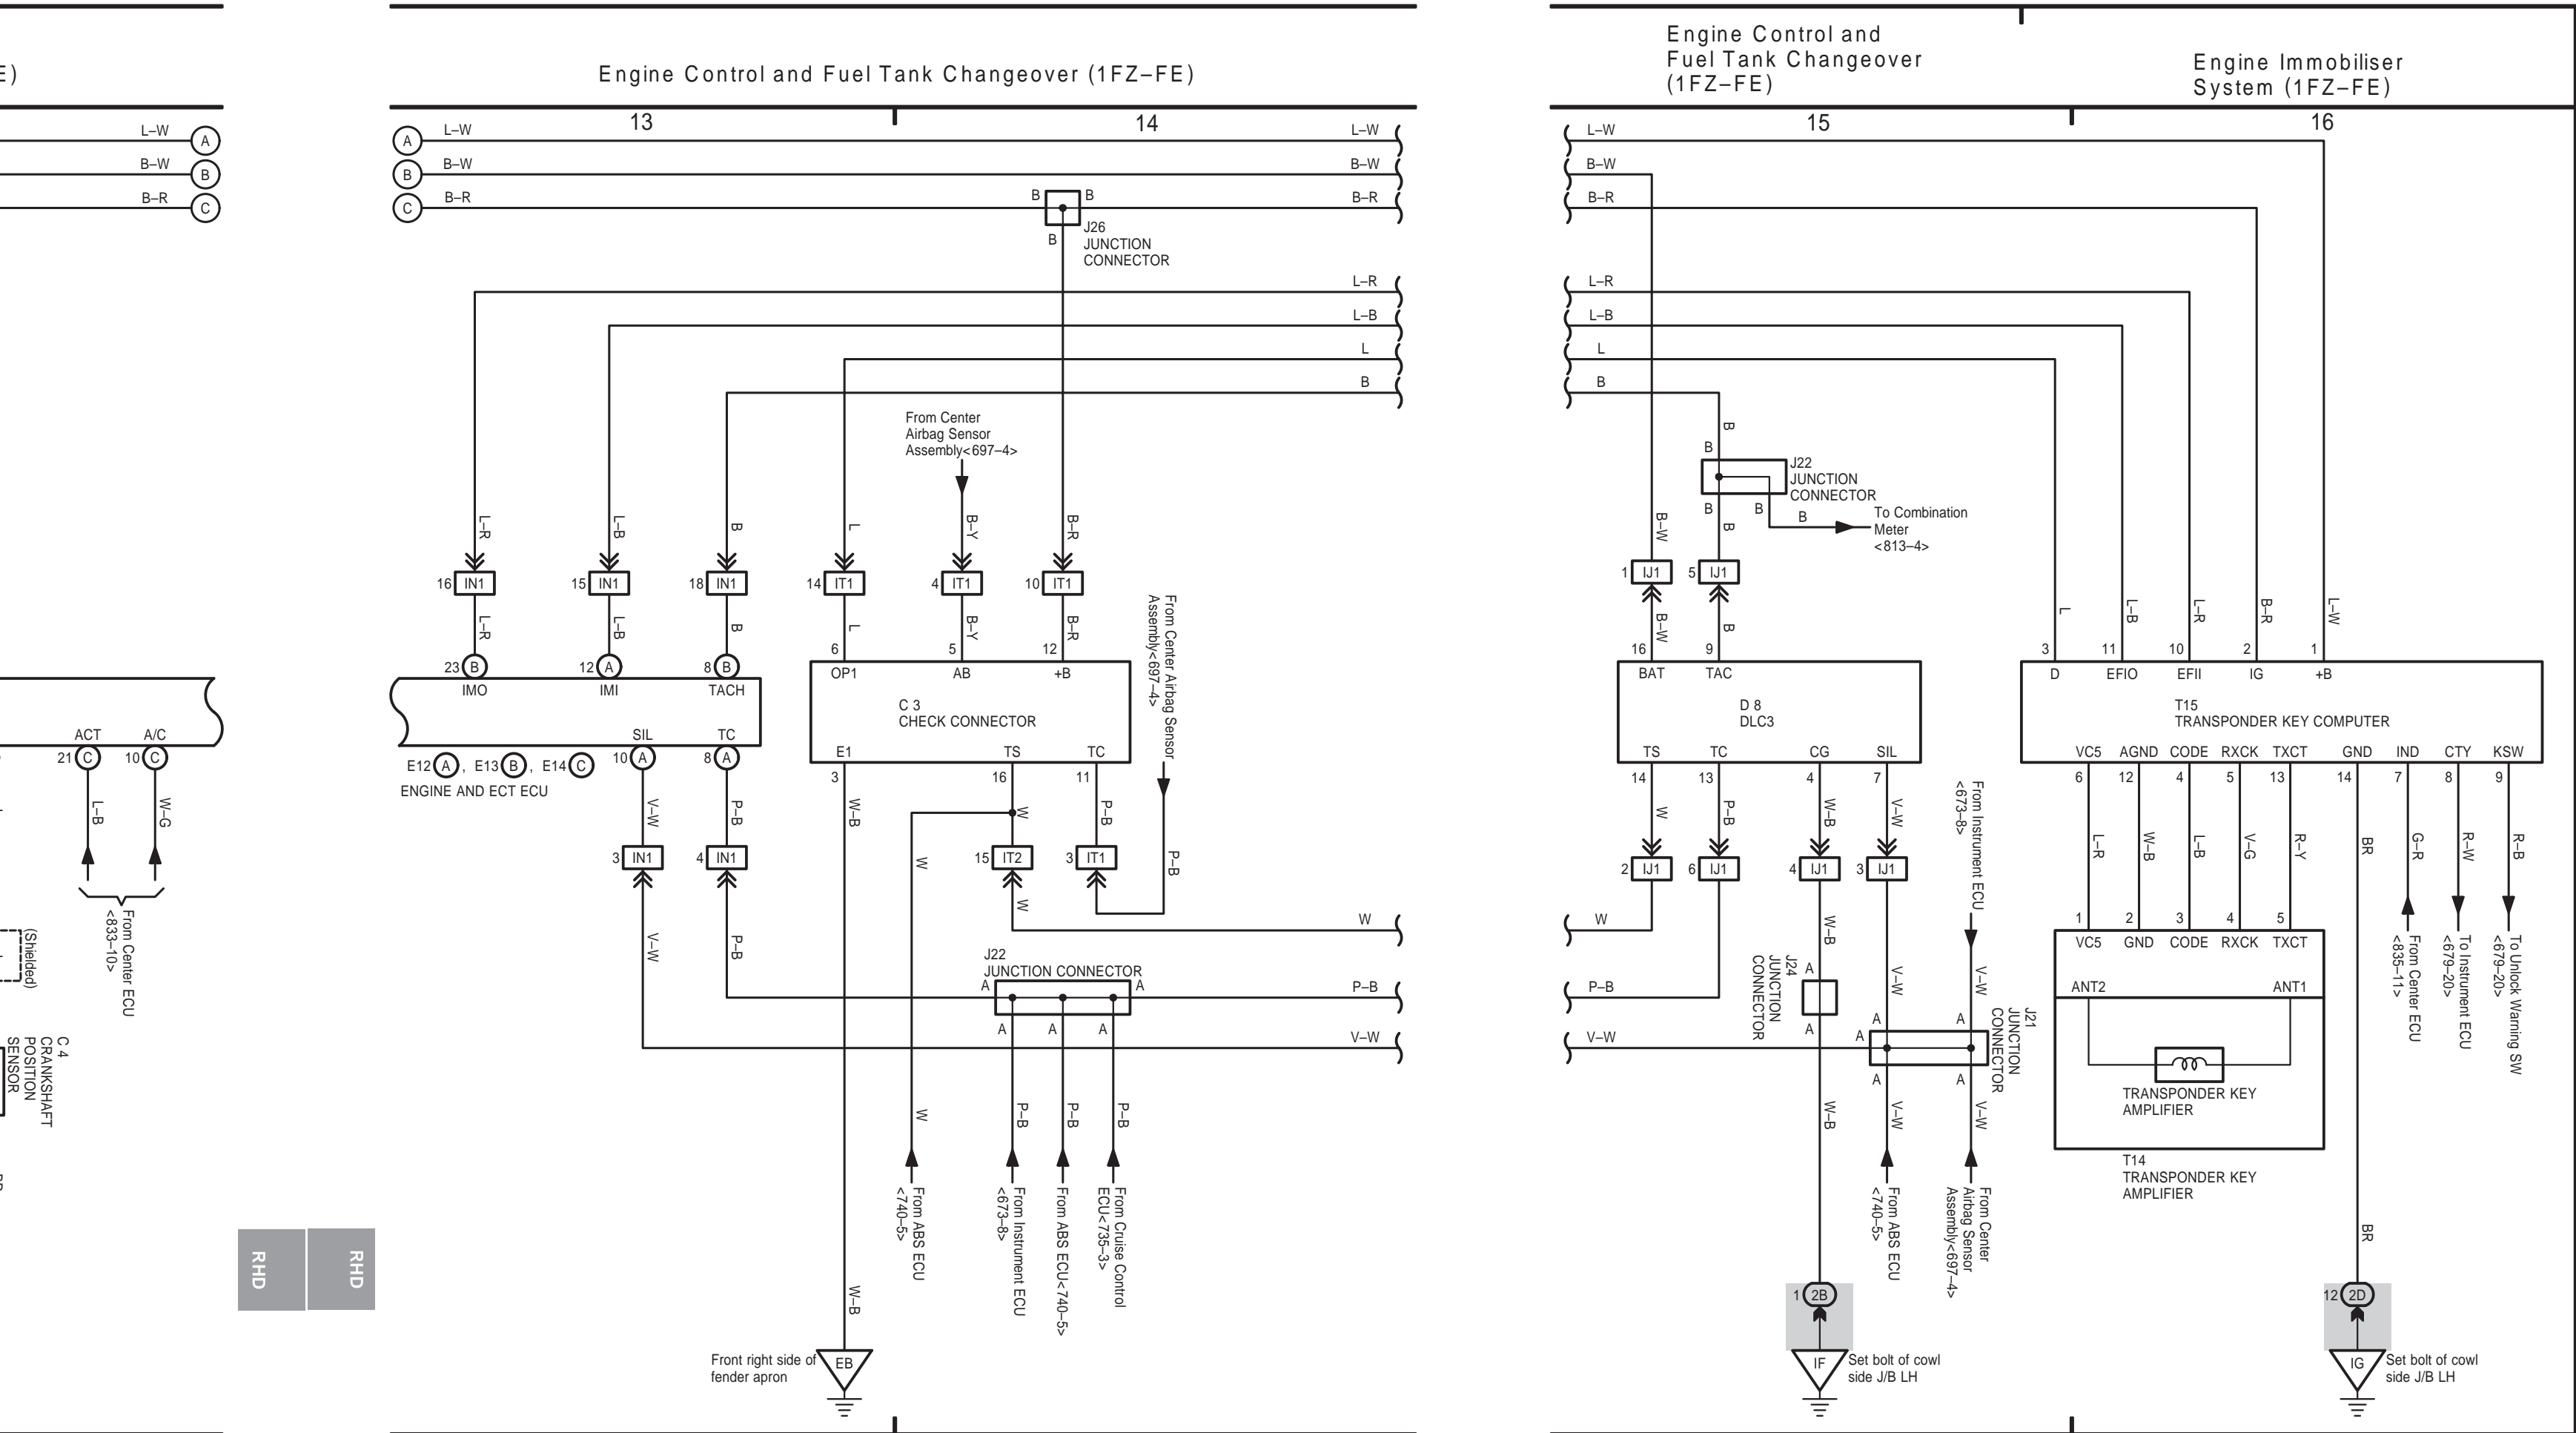 E)
Engine Control and Fuel Tank Changeover (1FZ–FE)
Engine Control and
Fuel Tank Changeover
(1FZ–FE)
Engine Immobiliser
System (1FZ–FE)
13
14
15
16
L–W
A
A
L–W
L–W
L–W
B–W
B
B
B–W
B–W
B–W
B–R
C
C
B–R
B
B
B–R
B–R
B
J26
JUNCTION
CONNECTOR
L–R
L–R
L–B
L–B
L
L
B
B
From Center
Airbag Sensor
Assembly<697–4>
B
B
J22
JUNCTION
CONNECTOR
B
B
B
To Combination
Meter
<813–4>
L–R
L–B
B
L
B–Y
B–R
B–W
B
16 IN1
15 IN1
18 IN1
14 IT1
4 IT1
10 IT1
1 IJ1
5 IJ1
L–R
L–B
B
L
B–Y
B–R
B–W
B
From Center Airbag Sensor
Assembly<697–4>
L
L–B
L–R
B–R
L–W
23 B
12 A
8 B
6
5
12
16
9
3
11
10
2
1
IMO
IMI
TACH
OP1
AB
+B
BAT
TAC
D
EFIO
EFII
IG
+B
C 3
CHECK CONNECTOR
D 8
DLC3
T15
TRANSPONDER KEY COMPUTER
ACT
A/C
SIL
TC
E1
TS
TC
TS
TC
CG
SIL
VC5
AGND
CODE
RXCK
TXCT
GND
IND
CTY
KSW
21 C
10 C
E12 A , E13 B , E14 C
ENGINE AND ECT ECU
10 A
8 A
3
16
11
14
13
4
7
6
12
4
5
13
14
7
8
9
L–B
W–G
V–W
P–B
W–B
W
P–B
W
P–B
W–B
V–W
From Instrument ECU
<673–8>
L–R
W–B
L–B
V–G
R–Y
BR
G–R
R–W
R–B
3 IN1
4 IN1
W
15 IT2
3 IT1
P–B
2 IJ1
6 IJ1
4 IJ1
3 IJ1
From Center ECU
<833–10>
(Shielded)
V–W
P–B
W
W
W
W–B
V–W
V–W
1
2
3
4
5
VC5
GND
CODE
RXCK
TXCT
From Center ECU
<835–11>
To Instrument ECU
<679–20>
To Unlock Warning SW
<679–20>
J22
JUNCTION CONNECTOR
A
A
P–B
P–B
A
A
A
J24
JUNCTION
CONNECTOR
A
A
ANT2
ANT1
V–W
V–W
A
A
A
A
A
J21
JUNCTION
CONNECTOR
C 4
CRANKSHAFT
POSITION
SENSOR
W
P–B
P–B
P–B
W–B
V–W
V–W
TRANSPONDER KEY
AMPLIFIER
T14
TRANSPONDER KEY
AMPLIFIER
From ABS ECU
<740–5>
From Instrument ECU
<673–8>
From ABS ECU<740–5>
From Cruise Control
ECU<735–3>
From ABS ECU
<740–5>
From Center
Airbag Sensor
Assembly<697–4>
RHD
RHD
W–B
BR
1 2B
12 2D
Front right side of
fender apron
EB
IF
Set bolt of cowl
side J/B LH
IG
Set bolt of cowl
side J/B LH